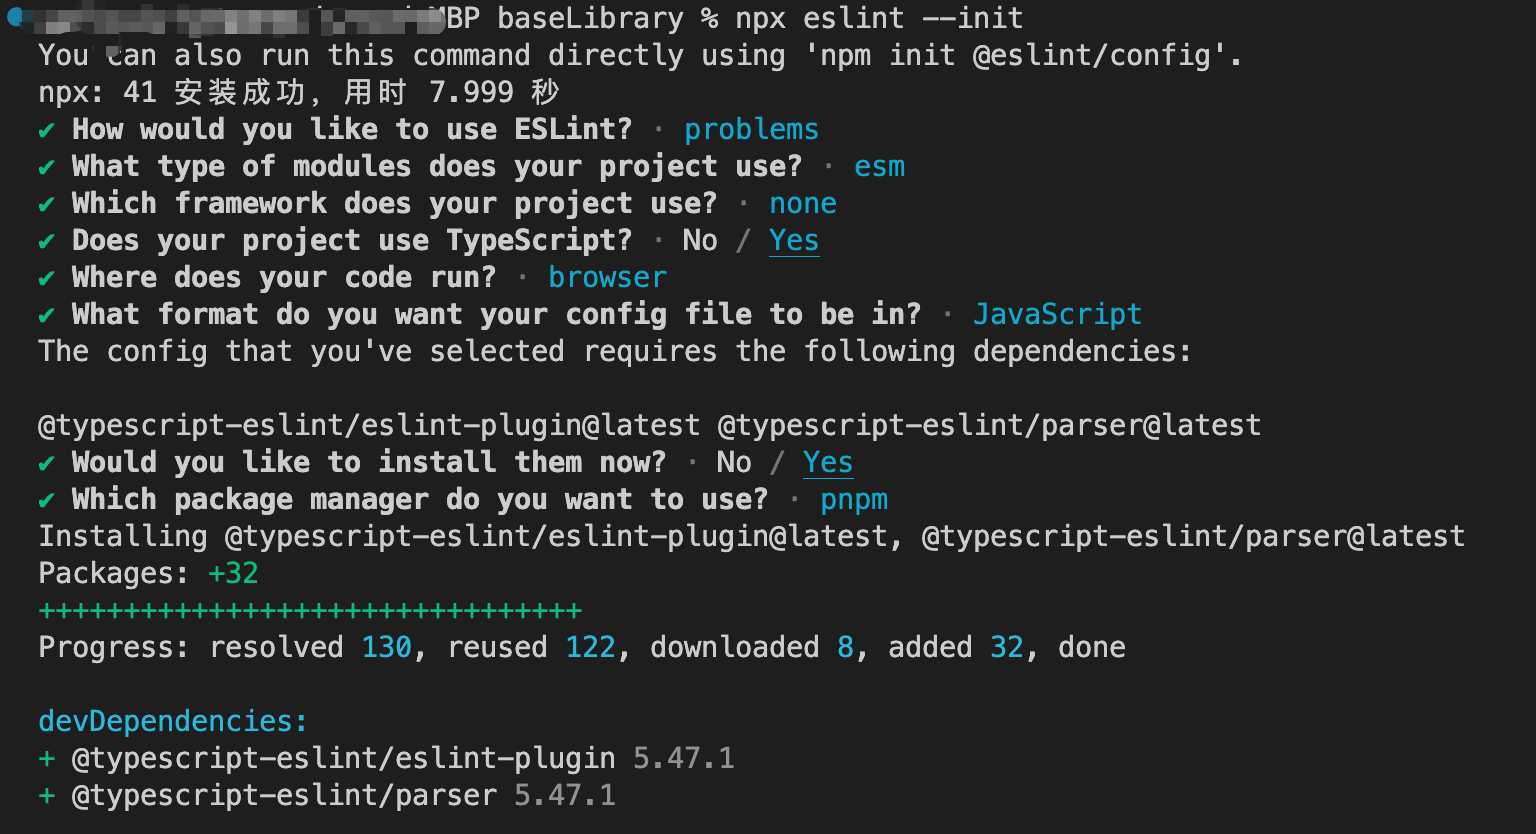 MBP baseLibrary % npx eslint --init
You can also run this command directly using 'npm init @eslint/config'.
npx: 41 安装成功, 用时 7.999 秒
✔ How would you like to use ESLint? · problems
✔ What type of modules does your project use? · esm
✔ Which framework does your project use? · none
✔ Does your project use TypeScript? · No / Yes
✔ Where does your code run? · browser
✔ What format do you want your config file to be in? · JavaScript
The config that you've selected requires the following dependencies:
@typescript-eslint/eslint-plugin@latest @typescript-eslint/parser@latest
✔ Would you like to install them now? · No / Yes
✔ Which package manager do you want to use? · pnpm
Installing @typescript-eslint/eslint-plugin@latest, @typescript-eslint/parser@latest
Packages: +32
++++++++++++++++++++++++++++++++
Progress: resolved 130, reused 122, downloaded 8, added 32, done
devDependencies:
+ @typescript-eslint/eslint-plugin 5.47.1
+ @typescript-eslint/parser 5.47.1